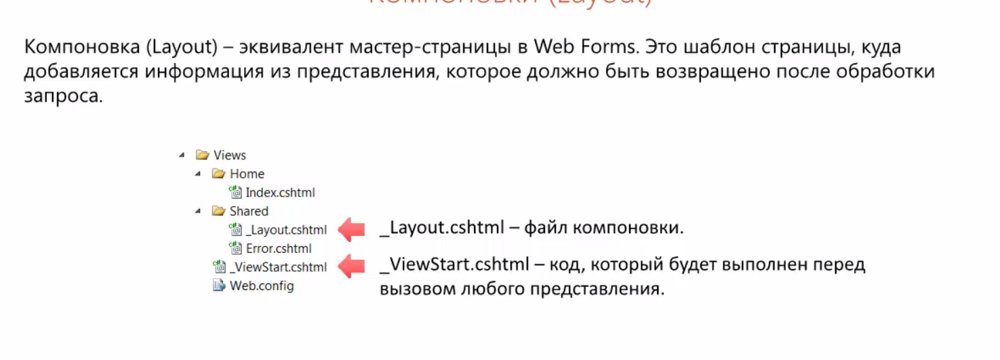 Компоновки (Layout)
Компоновка (Layout) – эквивалент мастер-страницы в Web Forms. Это шаблон страницы, куда
добавляется информация из представления, которое должно быть возвращено после обработки
запроса.
Views
Home
Index.cshtml
Shared
_Layout.cshtml
_Layout.cshtml – файл компоновки.
Error.cshtml
_ViewStart.cshtml
_ViewStart.cshtml – код, который будет выполнен перед
вызовом любого представления.
Web.config